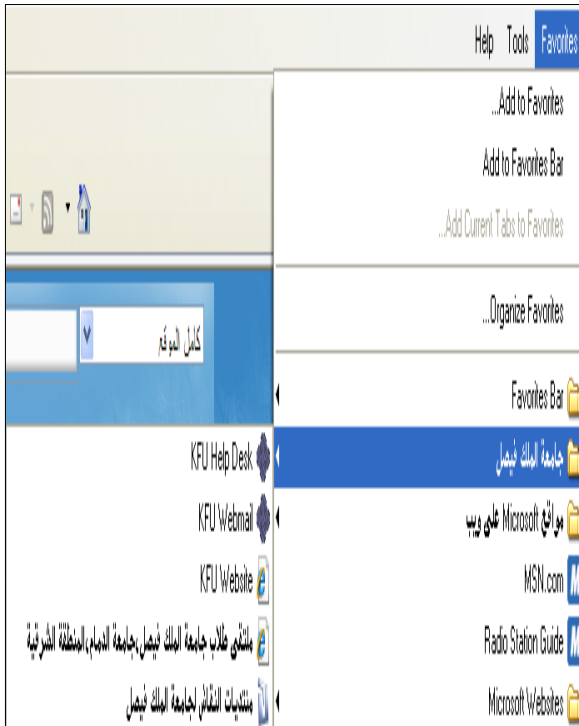 Favorites
Tools
Help
Add to Favorites...
Add to Favorites Bar
Add Current Tabs to Favorites...
Organize Favorites...
Favorites Bar
جامعة الملك فيصل
مواقع Microsoft على ويب
MSN.com
Radio Station Guide
Microsoft Websites
كامل الموقع
KFU Help Desk
KFU Webmail
KFU Website
ملتقى طلاب جامعة الملك فيصل,جامعة الدمام,المنطقة الشرقية
منتديات النقاش لجامعة الملك فيصل